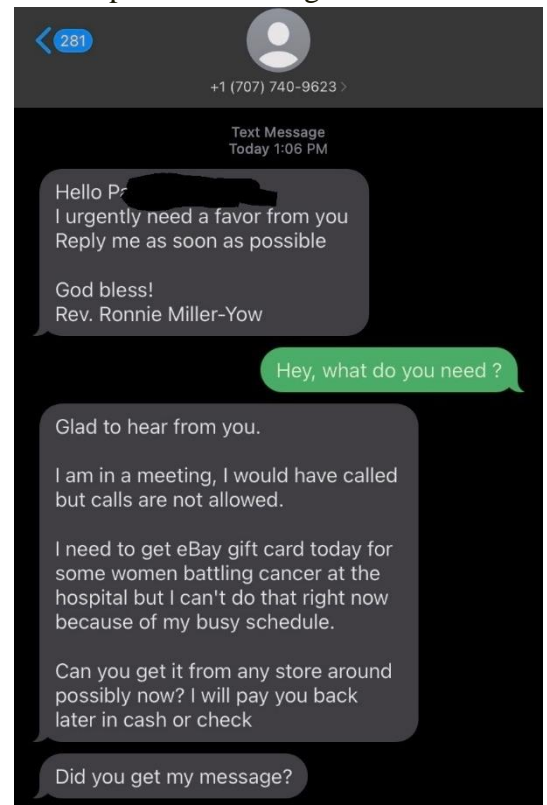 281
+1 (707) 740-9623 >
Text Message
Today 1:06 PM
Hello
I urgently need a favor from you
Reply me as soon as possible
God bless!
Rev. Ronnie Miller-Yow
Hey, what do you need ?
Glad to hear from you.
I am in a meeting, I would have called
but calls are not allowed.
I need to get eBay gift card today for
some women battling cancer at the
hospital but I can't do that right now
because of my busy schedule.
Can you get it from any store around
possibly now? I will pay you back
later in cash or check
Did you get my message?